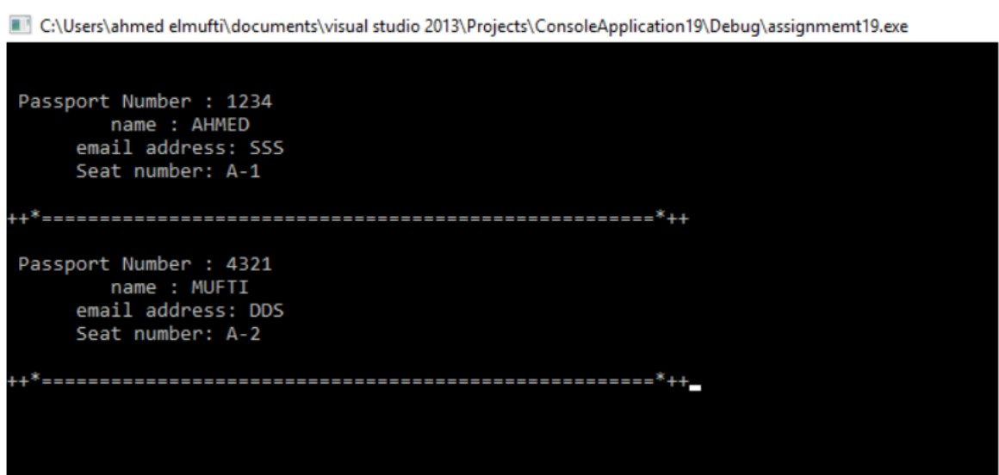 C:\Users\ahmed elmufti\documents\visual studio 2013\Projects\ConsoleApplication19\Debug\assignmemt19.exe
Passport Number : 1234
name : AHMED
email address: SSS
Seat number: A-1
++*=====================================================*++
Passport Number : 4321
name : MUFTI
email address: DDS
Seat number: A-2
++*=====================================================*++